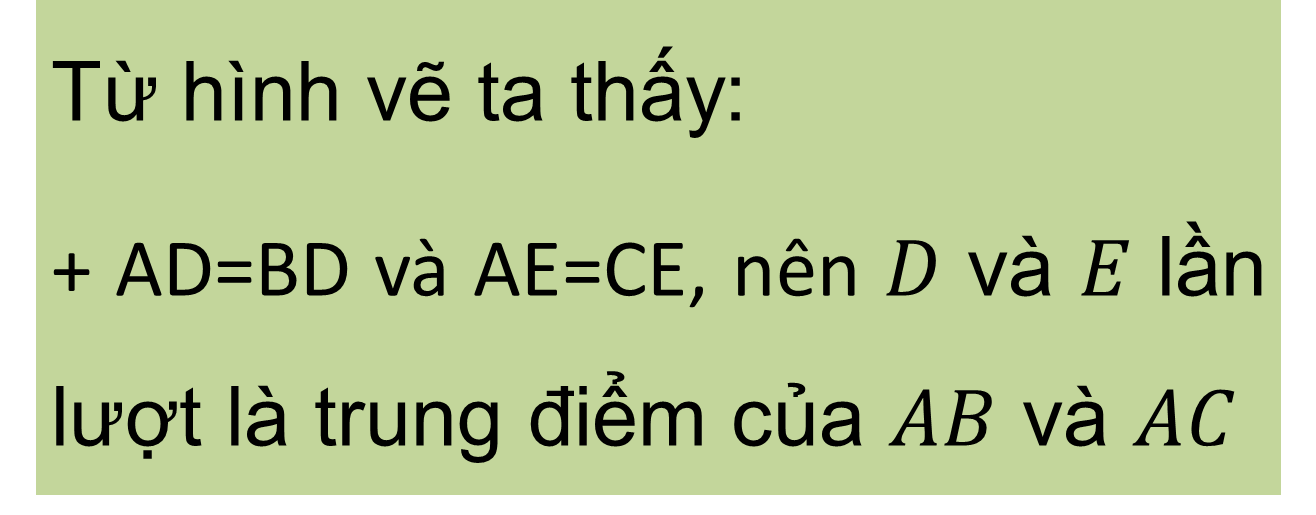 Từ hình vẽ ta thấy:
+ AD=BD và AE=CE, nên D và E lần
lượt là trung điểm của AB và AC